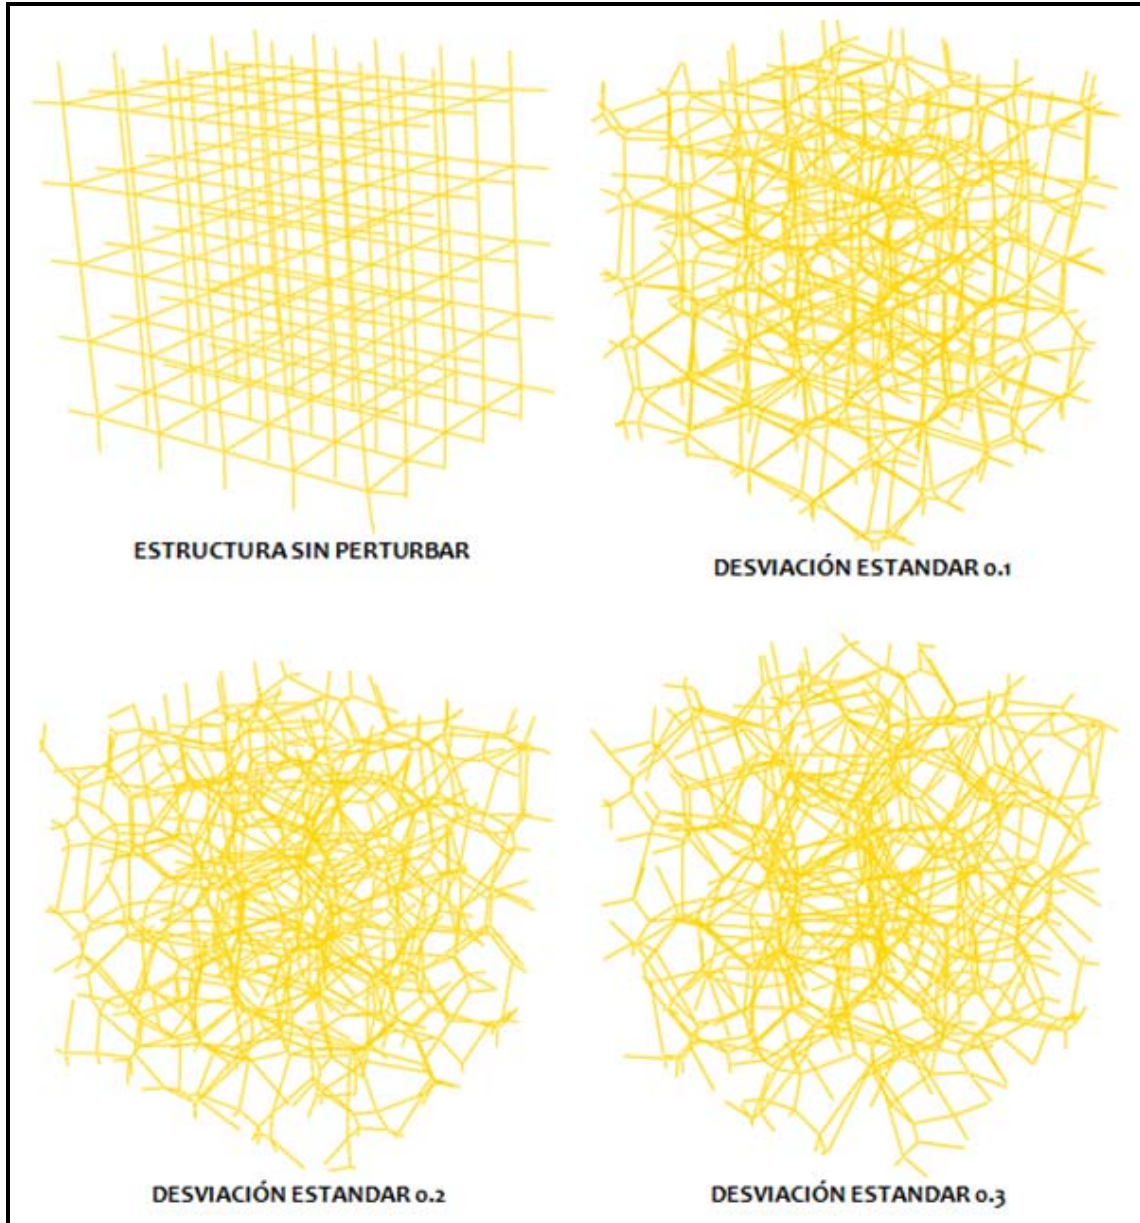 ESTRUCTURA SIN PERTURBAR
DESVIACIÓN ESTANDAR 0.1
DESVIACIÓN ESTANDAR 0.2
DESVIACIÓN ESTANDAR 0.3